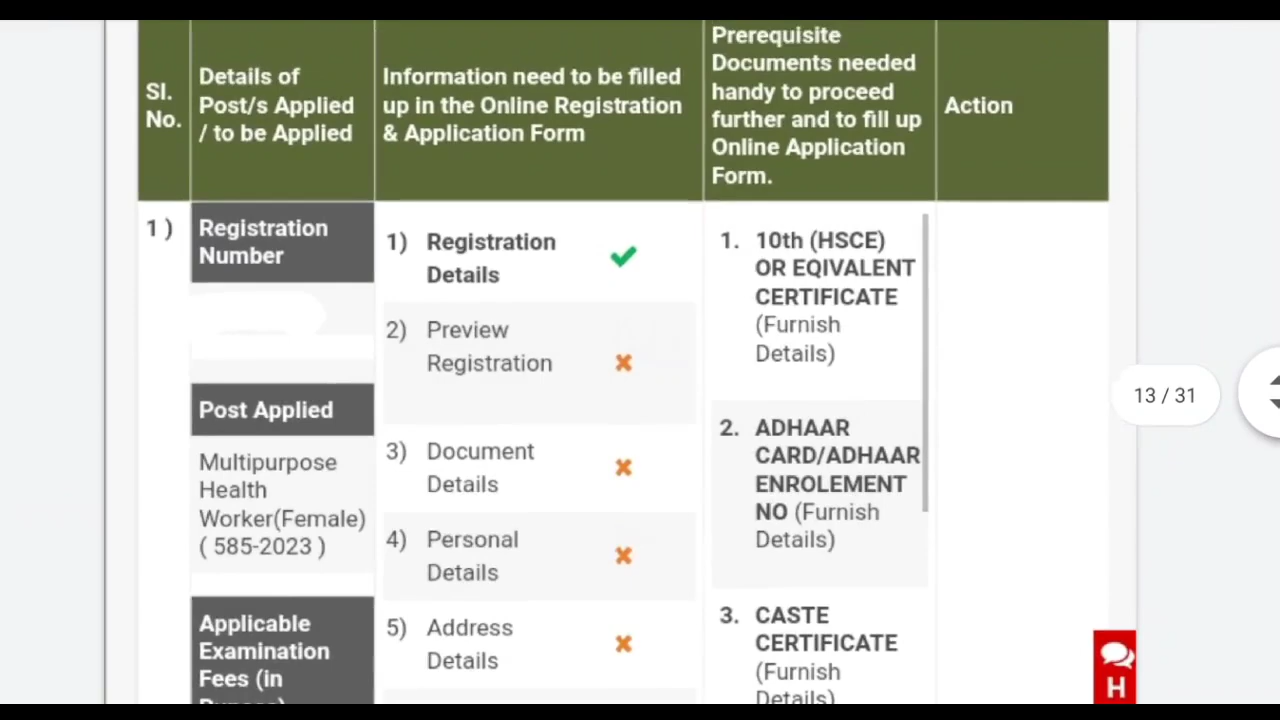 Sl.
No.
Details of
Post/s Applied
/ to be Applied
Information need to be filled
up in the Online Registration
& Application Form
Prerequisite
Documents needed
handy to proceed
further and to fill up
Online Application
Form.
Action
1 )
Registration
Number
Post Applied
Multipurpose
Health
Worker(Female)
( 585-2023 )
Applicable
Examination
Fees (in
1) Registration
Details
2) Preview
Registration
3) Document
Details
4) Personal
Details
5) Address
Details
1. 10th (HSCE)
OR EQIVALENT
CERTIFICATE
(Furnish
Details)
2. ADHAAR
CARD/ADHAAR
ENROLEMENT
NO (Furnish
Details)
3. CASTE
CERTIFICATE
(Furnish
Details)
13 / 31
H